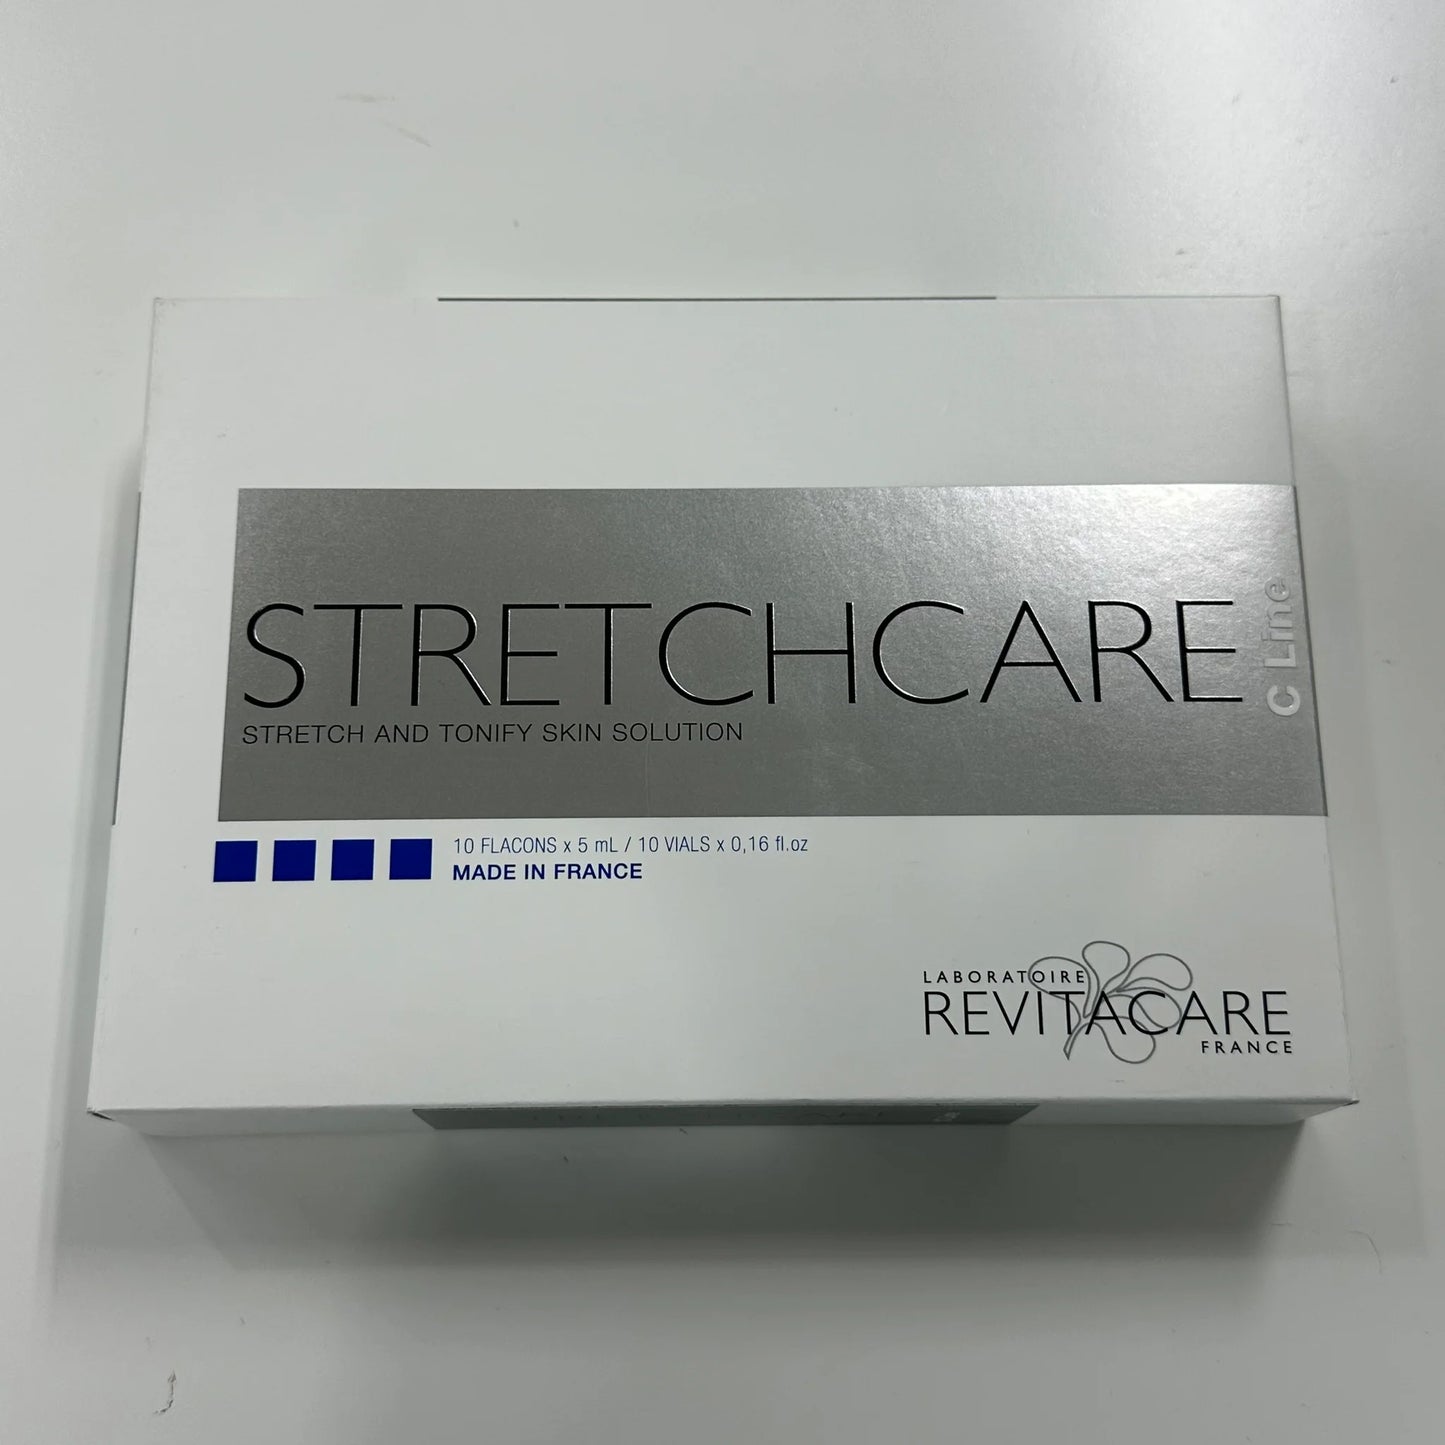 STRETCHCARE
C Line
STRETCH AND TONIFY SKIN SOLUTION
10 FLACONS x 5 mL / 10 VIALS x 0,16 fl.oz
MADE IN FRANCE
LABORATOIRE
REVITACARE
FRANCE